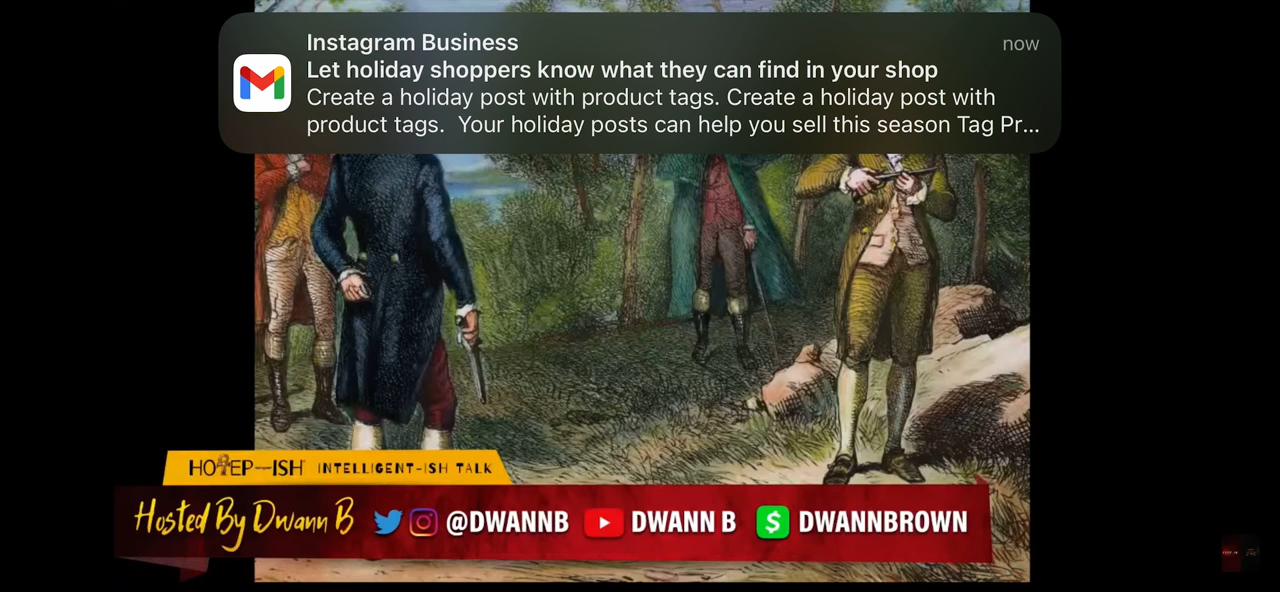 Instagram Business
now
Let holiday shoppers know what they can find in your shop
Create a holiday post with product tags. Create a holiday post with
product tags.  Your holiday posts can help you sell this season Tag Pr...
HOTEP-ISH INTELLIGENT-ISH TALK
Hosted By Dwann B @DWANNB DWANN B $ DWANNBROWN